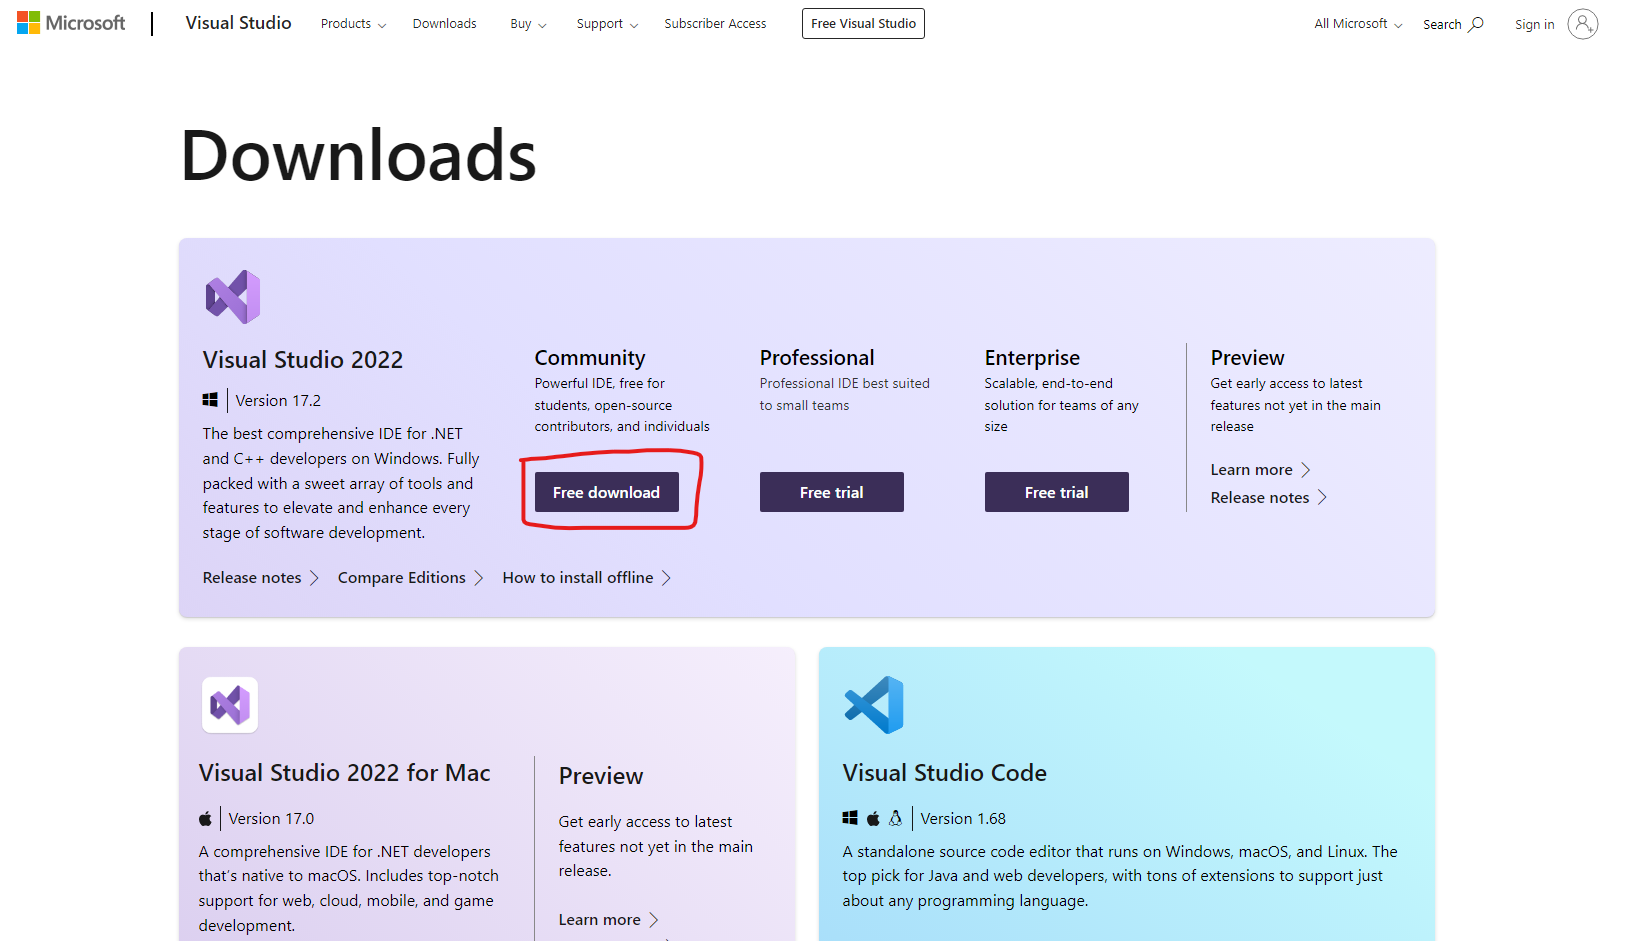 Microsoft Visual Studio Products Downloads Buy Support Subscriber Access Free Visual Studio All Microsoft Search Sign in
Downloads
Visual Studio 2022
Version 17.2
The best comprehensive IDE for .NET
and C++ developers on Windows. Fully
packed with a sweet array of tools and
features to elevate and enhance every
stage of software development.
Community
Powerful IDE, free for
students, open-source
contributors, and individuals
Free download
Professional
Professional IDE best suited
to small teams
Free trial
Enterprise
Scalable, end-to-end
solution for teams of any
size
Free trial
Preview
Get early access to latest
features not yet in the main
release
Learn more
Release notes
Release notes Compare Editions How to install offline
Visual Studio 2022 for Mac
Version 17.0
A comprehensive IDE for .NET developers
that's native to macOS. Includes top-notch
support for web, cloud, mobile, and game
development.
Preview
Get early access to latest
features not yet in the main
release.
Learn more
Visual Studio Code
Version 1.68
A standalone source code editor that runs on Windows, macOS, and Linux. The
top pick for Java and web developers, with tons of extensions to support just
about any programming language.